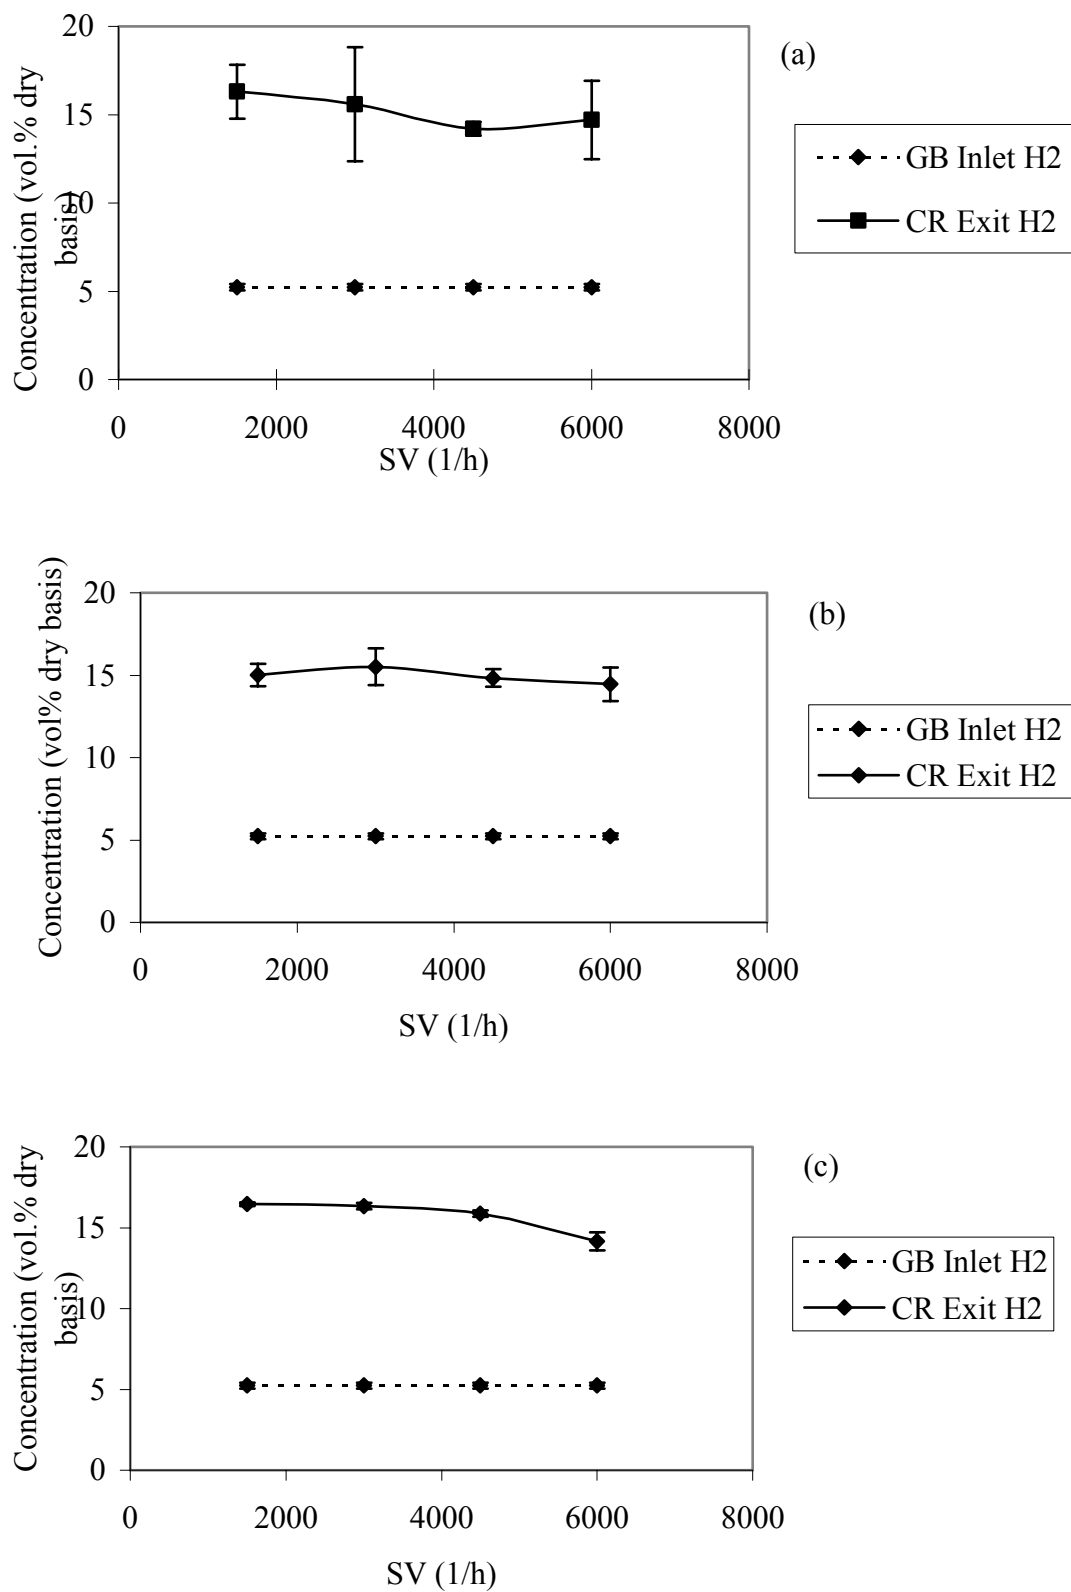 20
15
10
5
0
Concentration (vol.% dry
basis)
0
2000
4000
6000
8000
SV (1/h)
(a)
GB Inlet H2
CR Exit H2
20
15
10
5
0
Concentration (vol% dry basis)
0
2000
4000
6000
8000
SV (1/h)
(b)
GB Inlet H2
CR Exit H2
20
15
10
5
0
Concentration (vol.% dry
basis)
0
2000
4000
6000
8000
SV (1/h)
(c)
GB Inlet H2
CR Exit H2